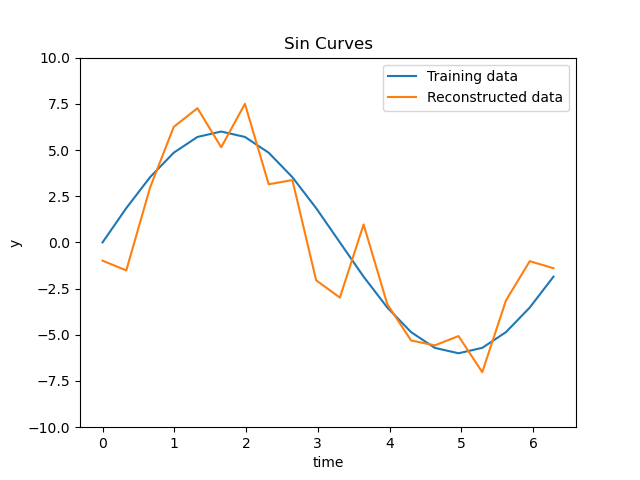 Sin Curves
Training data
Reconstructed data
10.0
7.5
5.0
2.5
0.0
−2.5
−5.0
−7.5
−10.0
y
0 1 2 3 4 5 6
time